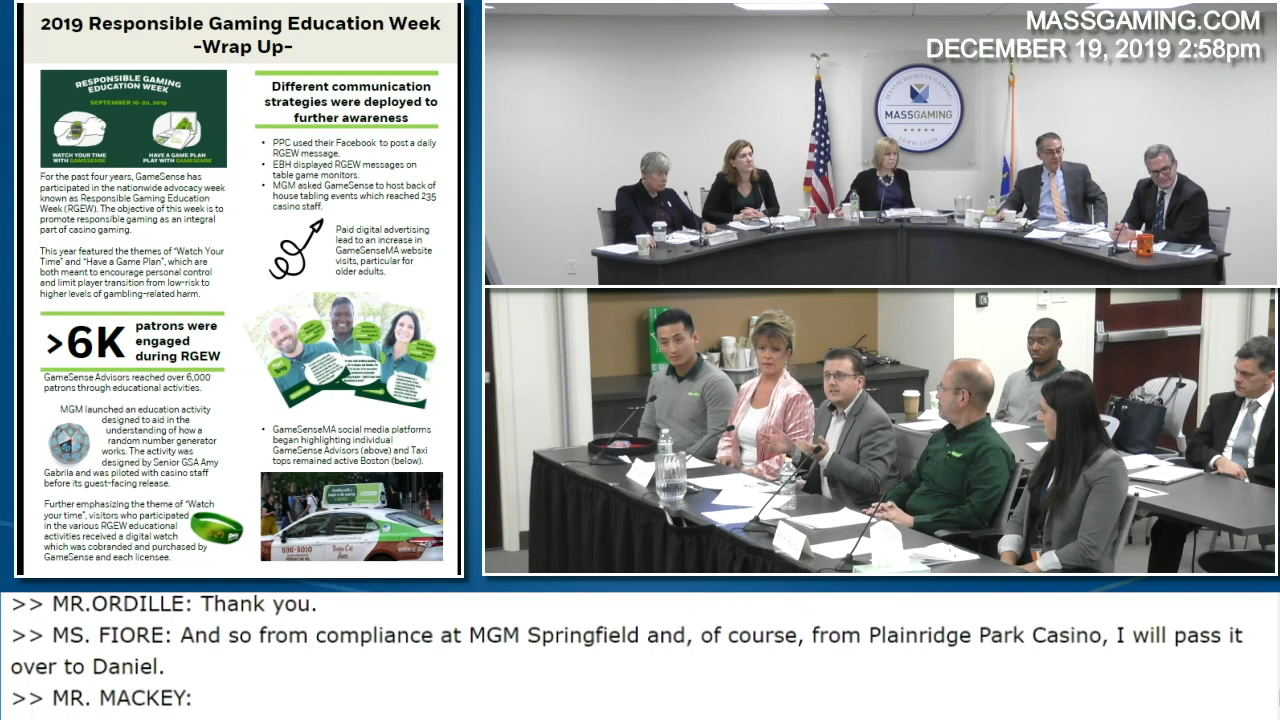 2019 Responsible Gaming Education Week
-Wrap Up-
RESPONSIBLE GAMING
EDUCATION WEEK
SEPTEMBER 16-20, 2019
WATCH YOUR TIME
WITH GAMESENSE
HAVE A GAME PLAN
PLAY WITH GAMESENSE
For the past four years, GameSense has
participated in the nationwide advocacy week
known as Responsible Gaming Education
Week (RGEW). The objective of this week is to
promote responsible gaming as an integral
part of casino gaming.
This year featured the themes of "Watch Your
Time" and "Have a Game Plan", which are
both meant to encourage personal control
and limit player transition from low-risk to
higher levels of gambling-related harm.
>6K
patrons were
engaged
during RGEW
GameSense Advisors reached over 6,000
patrons through educational activities.
MGM launched an education activity
designed to aid in the
understanding of how a
random number generator
works. The activity was
designed by Senior GSA Amy
Gabrila and was piloted with casino staff
before its guest-facing release.
Further emphasizing the theme of "Watch
your time", visitors who participated
in the various RGEW educational
activities received a digital watch
which was cobranded and purchased by
GameSense and each licensee.
Different communication
strategies were deployed to
further awareness
• PPC used their Facebook to post a daily
RGEW message.
• EBH displayed RGEW messages on
table game monitors.
• MGM asked GameSense to host back of
house tabling events which reached 235
casino staff.
Paid digital advertising
lead to an increase in
GameSenseMA website
visits, particular for
older adults.
• GameSenseMA social media platforms
began highlighting individual
GameSense Advisors (above) and Taxi
tops remained active Boston (below).
536-5010
MASSGAMING.COM
DECEMBER 19, 2019 2:58pm
MASSACHUSETTS GAMING
MASSGAMING
COMMISSION
>> MR.ORDILLE: Thank you.
>> MS. FIORE: And so from compliance at MGM Springfield and, of course, from Plainridge Park Casino, I will pass it
over to Daniel.
>> MR. MACKEY: